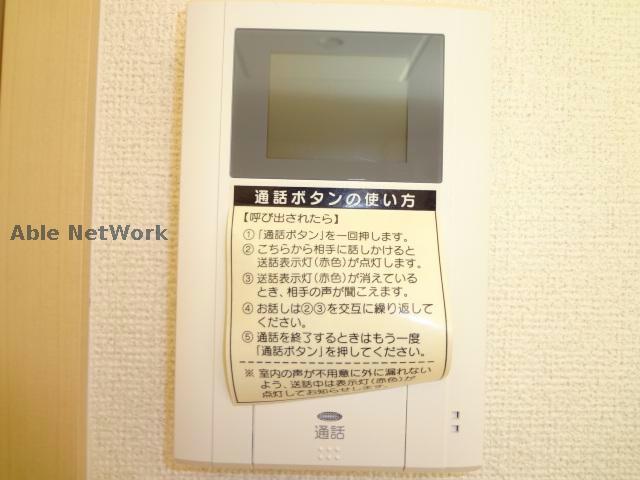 通話ボタンの使い方
【呼び出されたら】
①「通話ボタン」を一回押します。
② こちらから相手に話しかけると
送話表示灯(赤色)が点灯します。
③ 送話表示灯(赤色)が消えている
とき、相手の声が聞こえます。
④ お話しは②③を交互に繰り返して
ください。
⑤ 通話を終了するときはもう一度
「通話ボタン」を押してください。
※ 室内の声が不用意に外に漏れない
よう、送話中は表示灯(赤色)が
点灯してお知らせします。
通話
Able NetWork